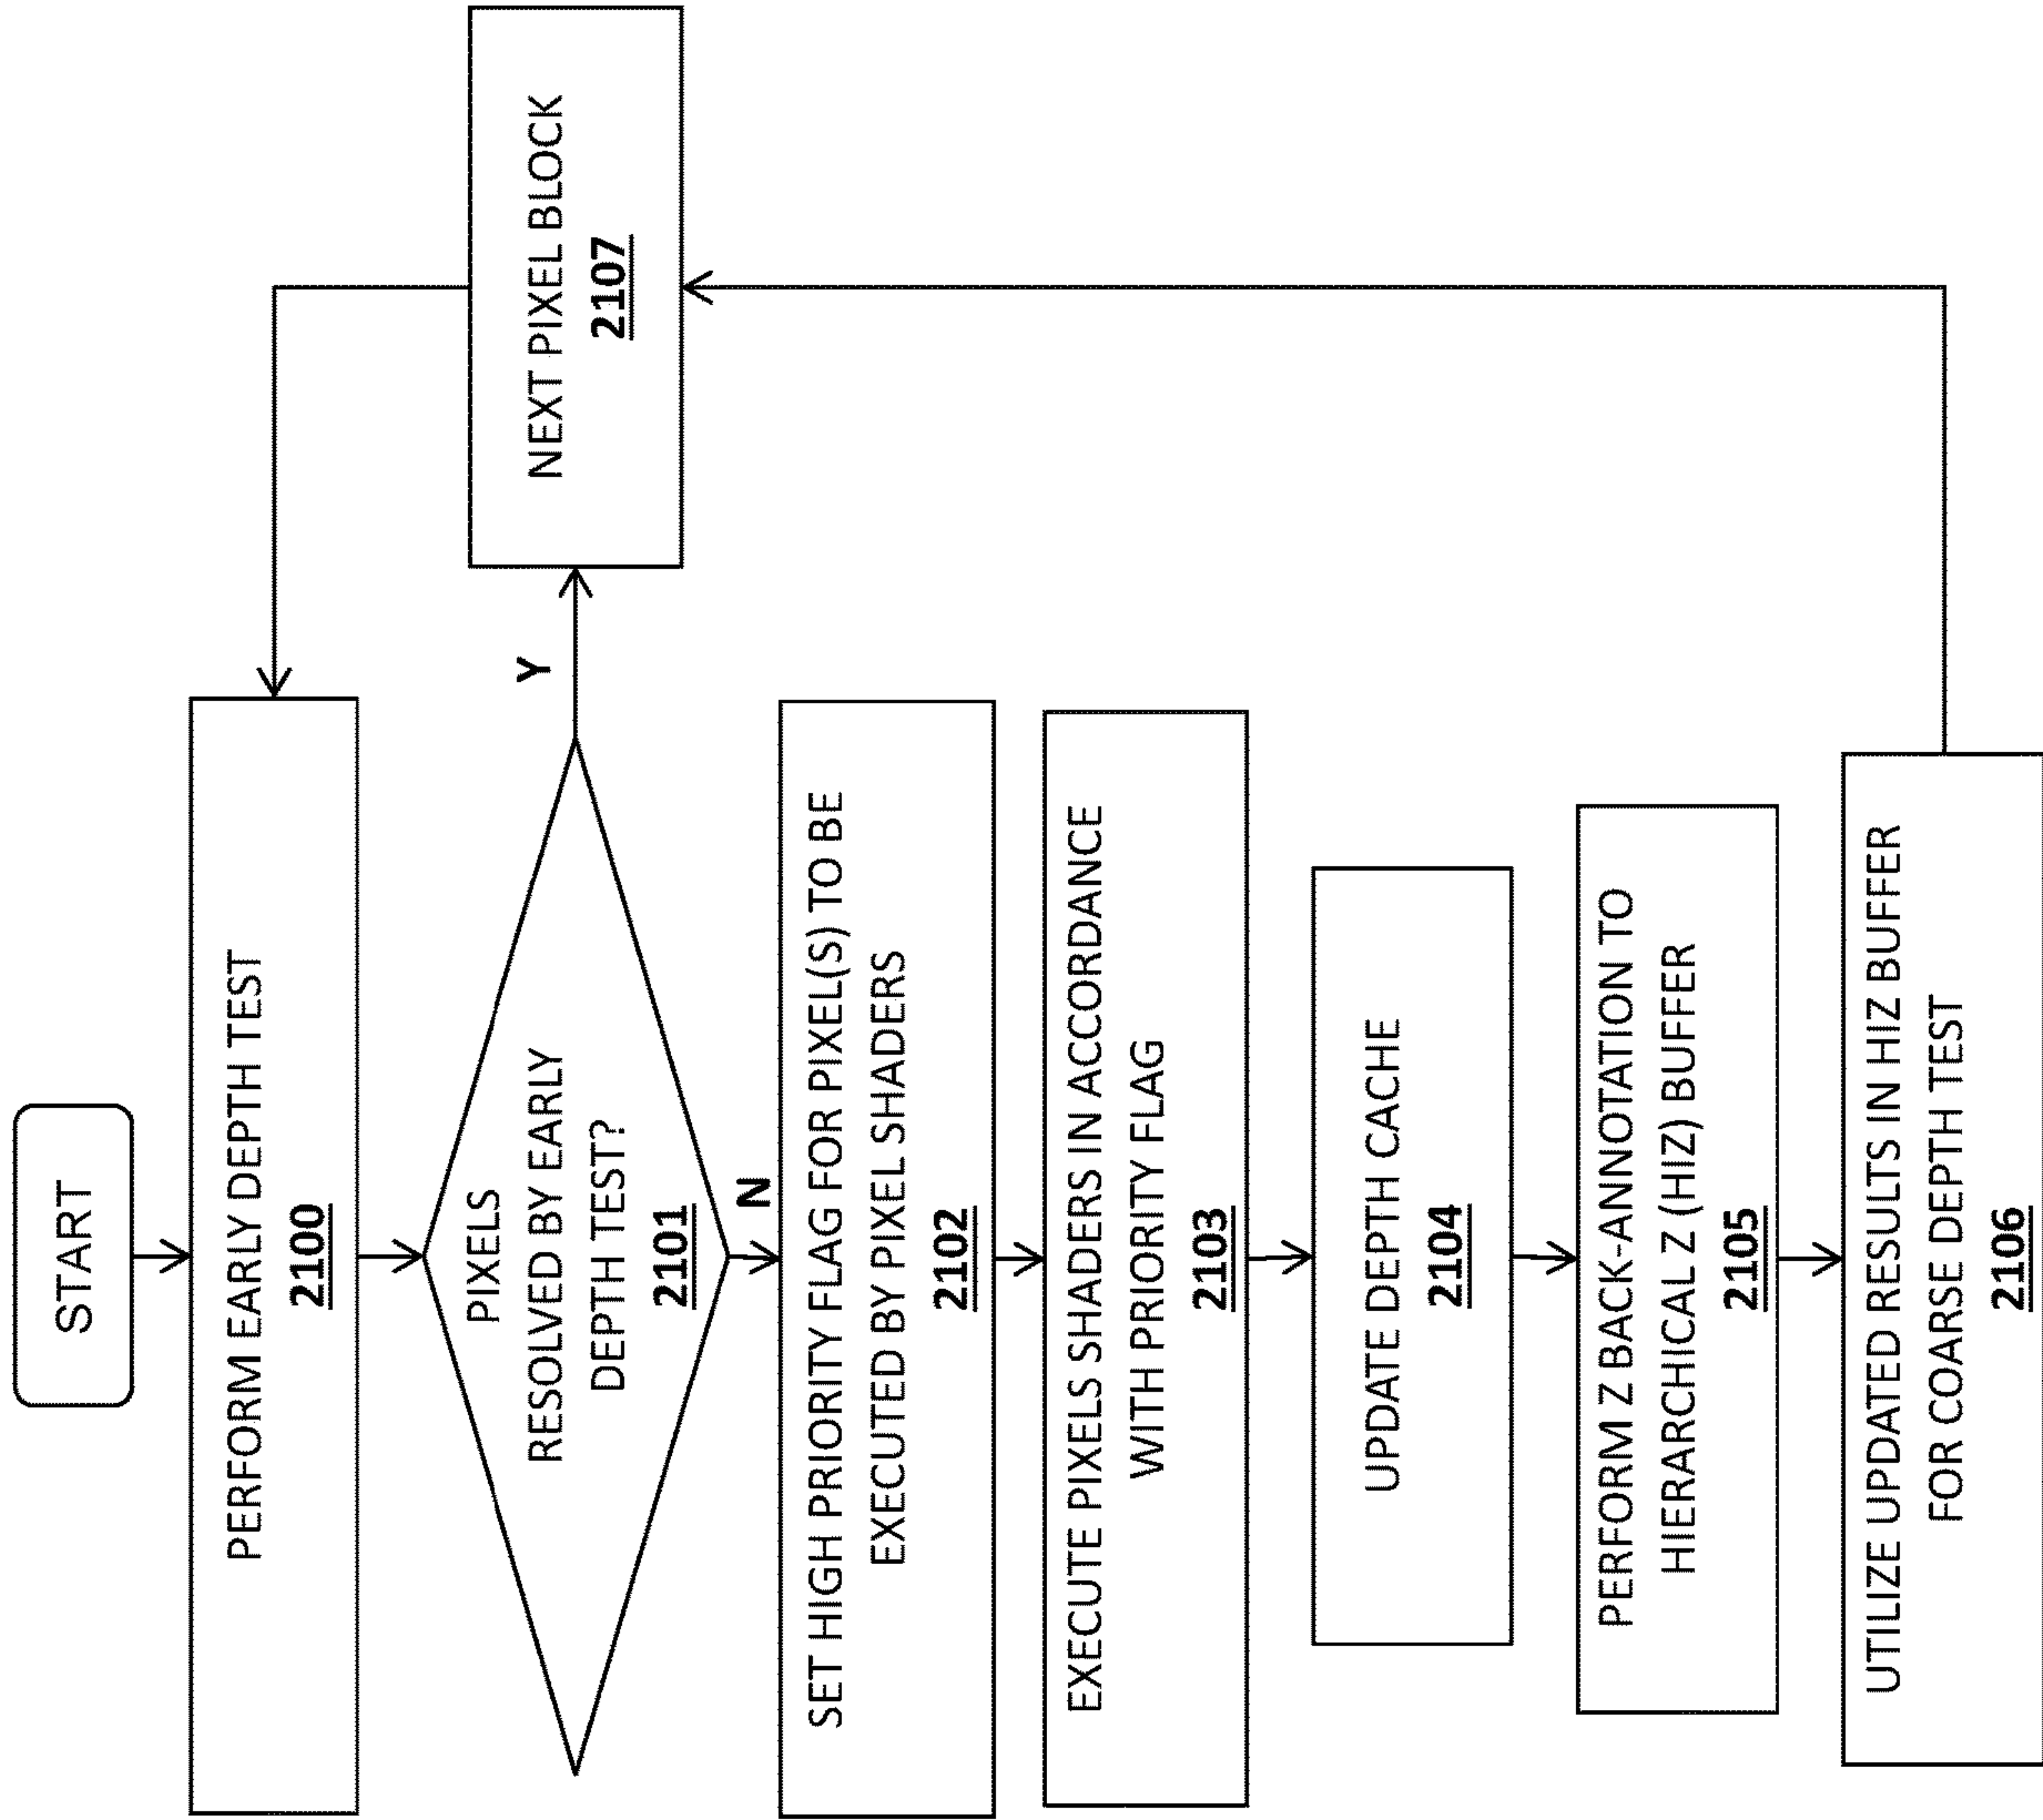 START
PERFORM EARLY DEPTH TEST
2100
PIXELS
RESOLVED BY EARLY
DEPTH TEST?
2101
Y
N
NEXT PIXEL BLOCK
2107
SET HIGH PRIORITY FLAG FOR PIXEL(S) TO BE
EXECUTED BY PIXEL SHADERS
2102
EXECUTE PIXELS SHADERS IN ACCORDANCE
WITH PRIORITY FLAG
2103
UPDATE DEPTH CACHE
2104
PERFORM Z BACK-ANNOTATION TO
HIERARCHICAL Z (HIZ) BUFFER
2105
UTILIZE UPDATED RESULTS IN HIZ BUFFER
FOR COARSE DEPTH TEST
2106